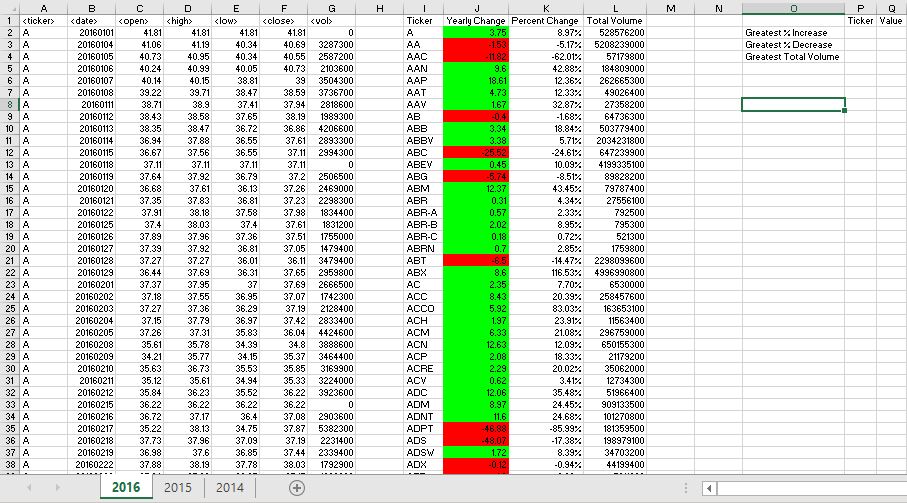 A B C D E F G H I J K L M N O P Q
1 <ticker> <date> <open> <high> <low> <close> <vol> Ticker Yearly Change Percent Change Total Volume Ticker Value
2 A 20160101 41.81 41.81 41.81 41.81 0 A 3.75 8.97% 528576200 Greatest % Increase
3 A 20160104 41.06 41.19 40.34 40.69 3287300 AA -1.53 -5.17% 5208239000 Greatest % Decrease
4 A 20160105 40.73 40.95 40.34 40.55 2587200 AAC -11.82 -62.01% 57179800 Greatest Total Volume
5 A 20160106 40.24 40.99 40.05 40.73 2103600 AAN 9.6 42.88% 184809000
6 A 20160107 40.14 40.15 38.81 39 3504300 AAP 18.61 12.36% 262665300
7 A 20160108 39.22 39.71 38.47 38.59 3736700 AAT 4.73 12.33% 49026400
8 A 20160111 38.71 38.9 37.41 37.94 2818600 AAV 1.67 32.87% 27358200
9 A 20160112 38.43 38.58 37.65 38.19 1989300 AB -0.4 -1.68% 64736300
10 A 20160113 38.35 38.47 36.72 36.86 4206600 ABB 3.34 18.84% 503779400
11 A 20160114 36.94 37.88 36.55 37.61 2893300 ABBV 3.38 5.71% 2034231800
12 A 20160115 36.67 37.56 36.55 37.11 2994300 ABC -25.52 -24.61% 647239900
13 A 20160118 37.11 37.11 37.11 37.11 0 ABEV 0.45 10.09% 4199335100
14 A 20160119 37.64 37.92 36.79 37.2 2506500 ABG -5.74 -8.51% 89828200
15 A 20160120 36.68 37.61 36.13 37.26 2469000 ABM 12.37 43.45% 79787400
16 A 20160121 37.35 37.83 36.81 37.23 2298300 ABR 0.31 4.34% 27556100
17 A 20160122 37.91 38.18 37.58 37.98 1834400 ABR-A 0.57 2.33% 792500
18 A 20160125 37.4 38.03 37.4 37.61 1831200 ABR-B 2.02 8.95% 795300
19 A 20160126 37.89 37.96 37.36 37.51 1755000 ABR-C 0.18 0.72% 521300
20 A 20160127 37.39 37.92 36.81 37.05 1479400 ABRN 0.7 2.85% 1759800
21 A 20160128 37.27 37.27 36.01 36.11 3479400 ABT -6.5 -14.47% 2298099600
22 A 20160129 36.44 37.69 36.31 37.65 2959800 ABX 8.6 116.53% 4996990800
23 A 20160201 37.37 37.95 37 37.69 2666500 AC 2.35 7.70% 6530000
24 A 20160202 37.18 37.55 36.95 37.07 1742300 ACC 8.43 20.39% 258457600
25 A 20160203 37.27 37.36 36.29 37.19 2128400 ACCO 5.92 83.03% 163653100
26 A 20160204 37.15 37.79 36.97 37.42 2833400 ACH 1.97 23.91% 11563400
27 A 20160205 37.26 37.31 35.83 36.04 4424600 ACM 6.33 21.08% 296759000
28 A 20160208 35.61 35.78 34.39 34.8 3888600 ACN 12.63 12.09% 650155300
29 A 20160209 34.21 35.77 34.15 35.37 3464400 ACP 2.08 18.33% 21179200
30 A 20160210 35.63 36.73 35.53 35.85 3169900 ACRE 2.29 20.02% 35062000
31 A 20160211 35.12 35.61 34.94 35.33 3224000 ACV 0.62 3.41% 12734300
32 A 20160212 35.84 36.23 35.52 36.22 3923600 ADC 12.06 35.48% 51966400
33 A 20160215 36.22 36.22 36.22 36.22 0 ADM 8.97 24.45% 909133500
34 A 20160216 36.72 37.17 36.4 37.08 2903600 ADNT 11.6 24.68% 101270800
35 A 20160217 35.22 38.13 34.75 37.87 5382300 ADPT -46.98 -85.99% 181359500
36 A 20160218 37.73 37.96 37.09 37.19 2231400 ADS -48.07 -17.38% 198979100
37 A 20160219 36.98 37.6 36.85 37.44 2339400 ADSW 1.72 8.39% 34703200
38 A 20160222 37.88 38.19 37.78 38.03 1792900 ADX -0.12 -0.94% 44199400
2016 2015 2014